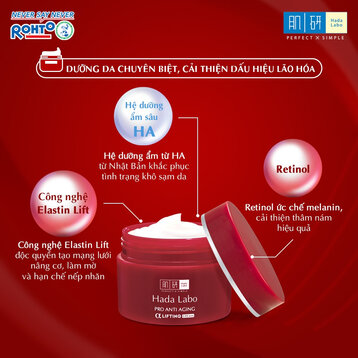 NEVER SAY NEVER
ROHTO
肌研
Hada Labo
PERFECT X SIMPLE
DƯỠNG DA CHUYÊN BIỆT, CẢI THIỆN DẤU HIỆU LÃO HÓA
Hệ dưỡng
ẩm sâu
HA
Hệ dưỡng ẩm từ HA
từ Nhật Bản khắc phục
tình trạng khô sạm da
Retinol
Retinol ức chế melanin,
cải thiện thâm nám
hiệu quả
Công nghệ
Elastin Lift
Công nghệ Elastin Lift
độc quyền tạo mạng lưới
nâng cơ, làm mờ
và hạn chế nếp nhăn
肌研
Hada Labo
PRO ANTI AGING
α LIFTING CREAM